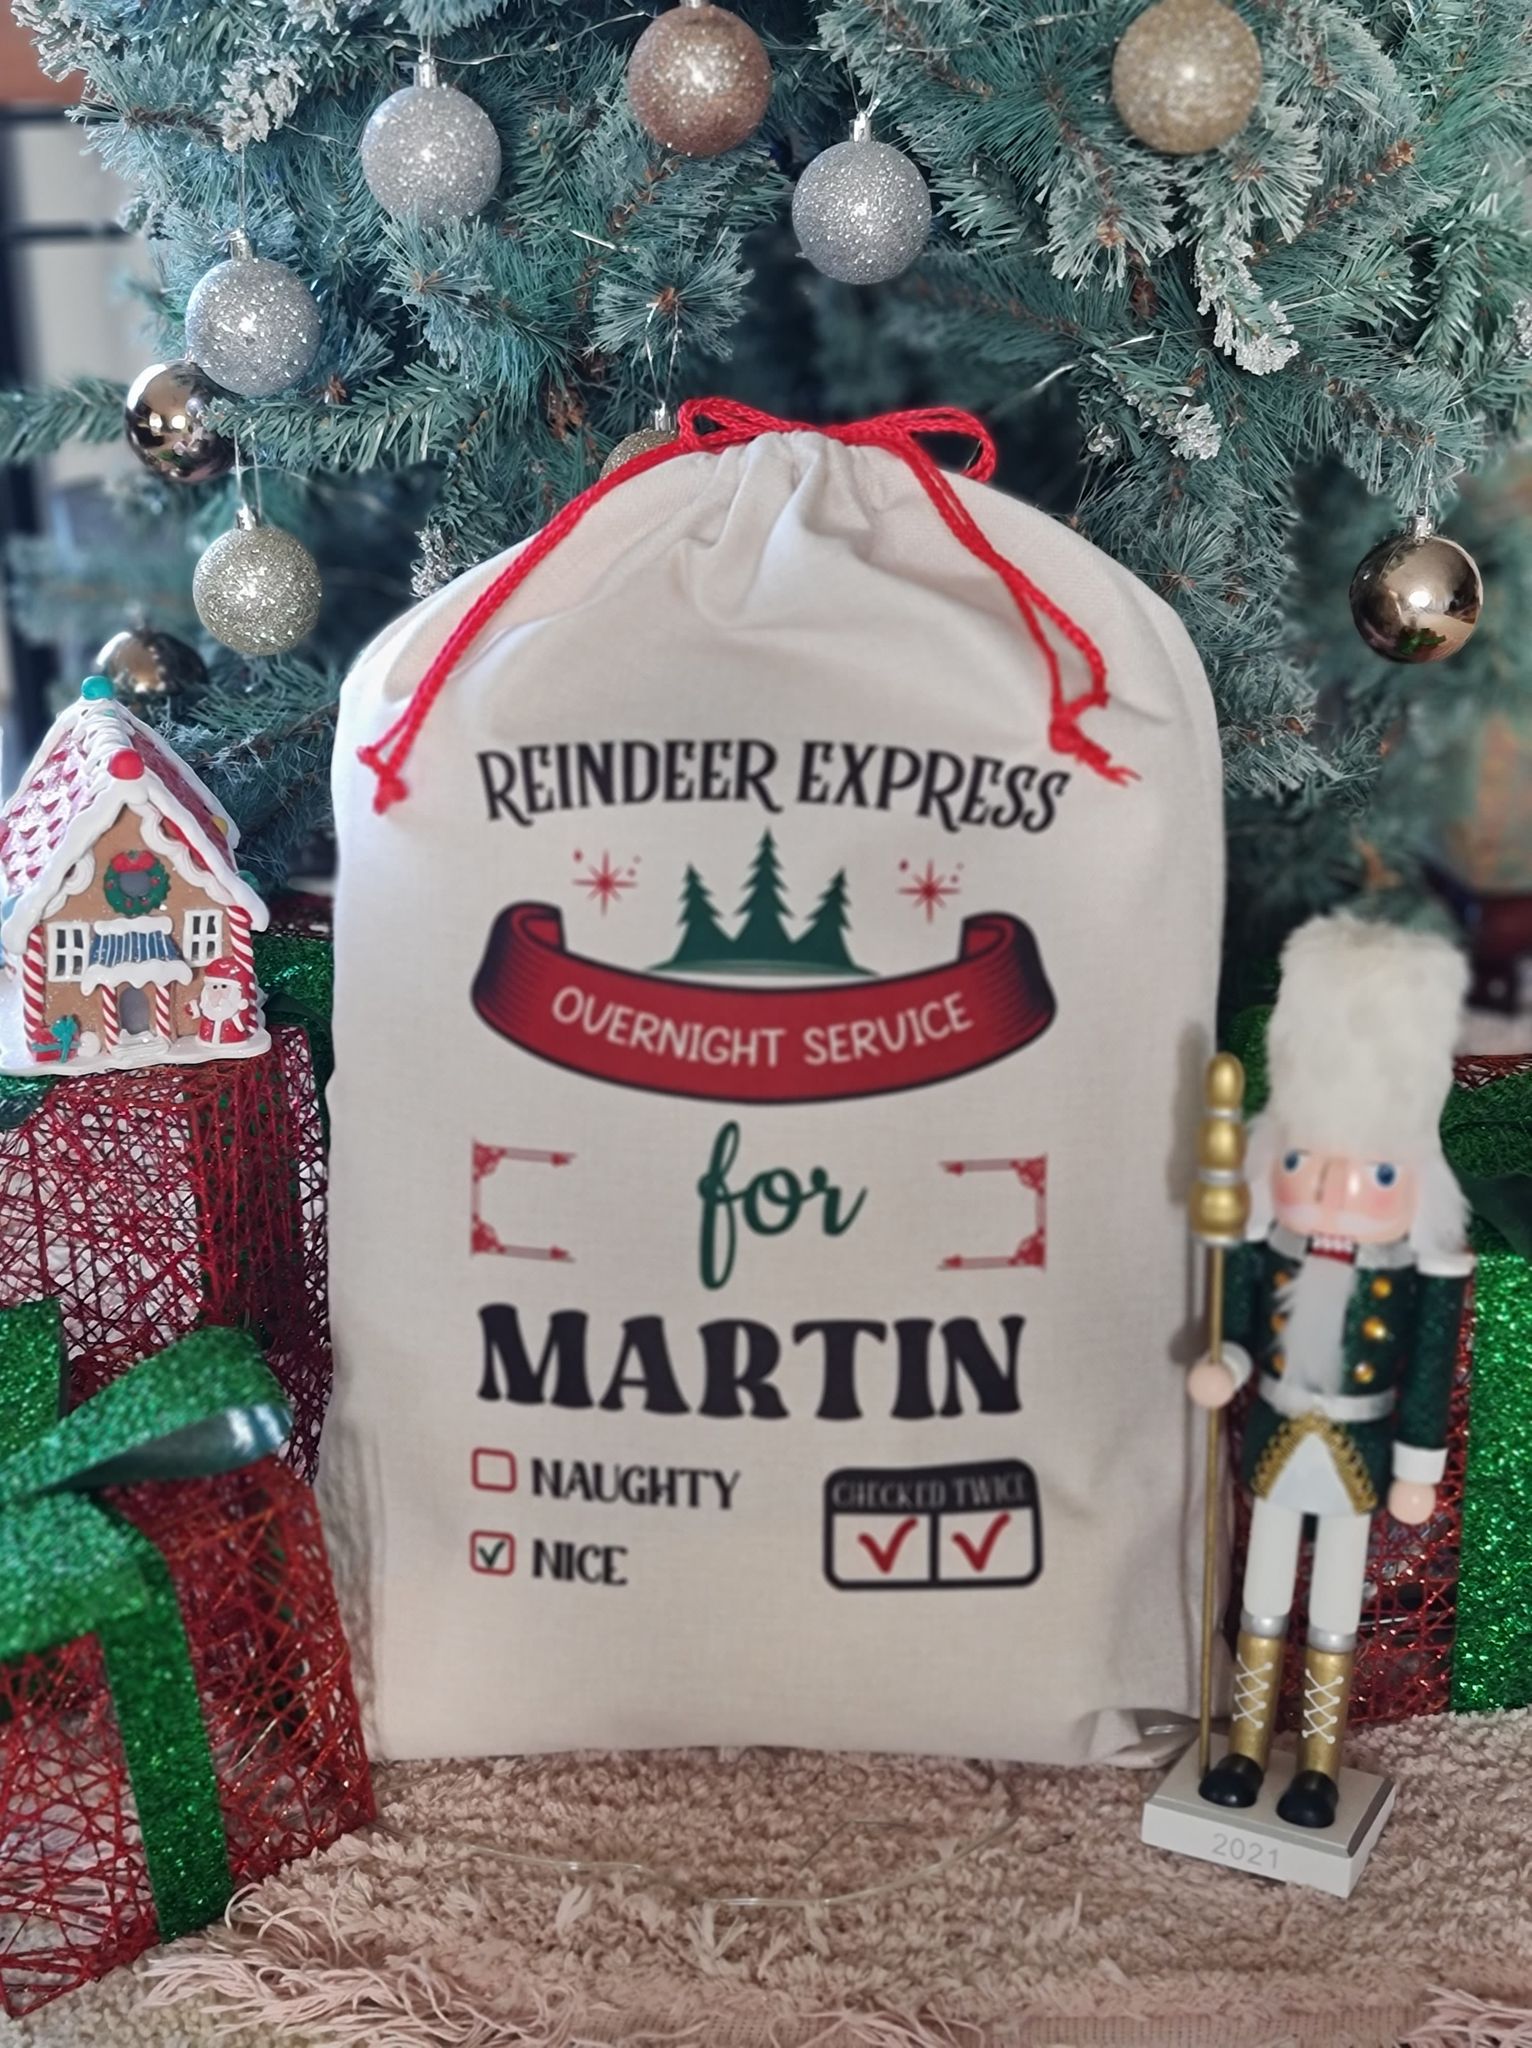 REINDEER EXPRESS
OVERNIGHT SERVICE
for
MARTIN
NAUGHTY
NICE
CHECKED TWICE
2021